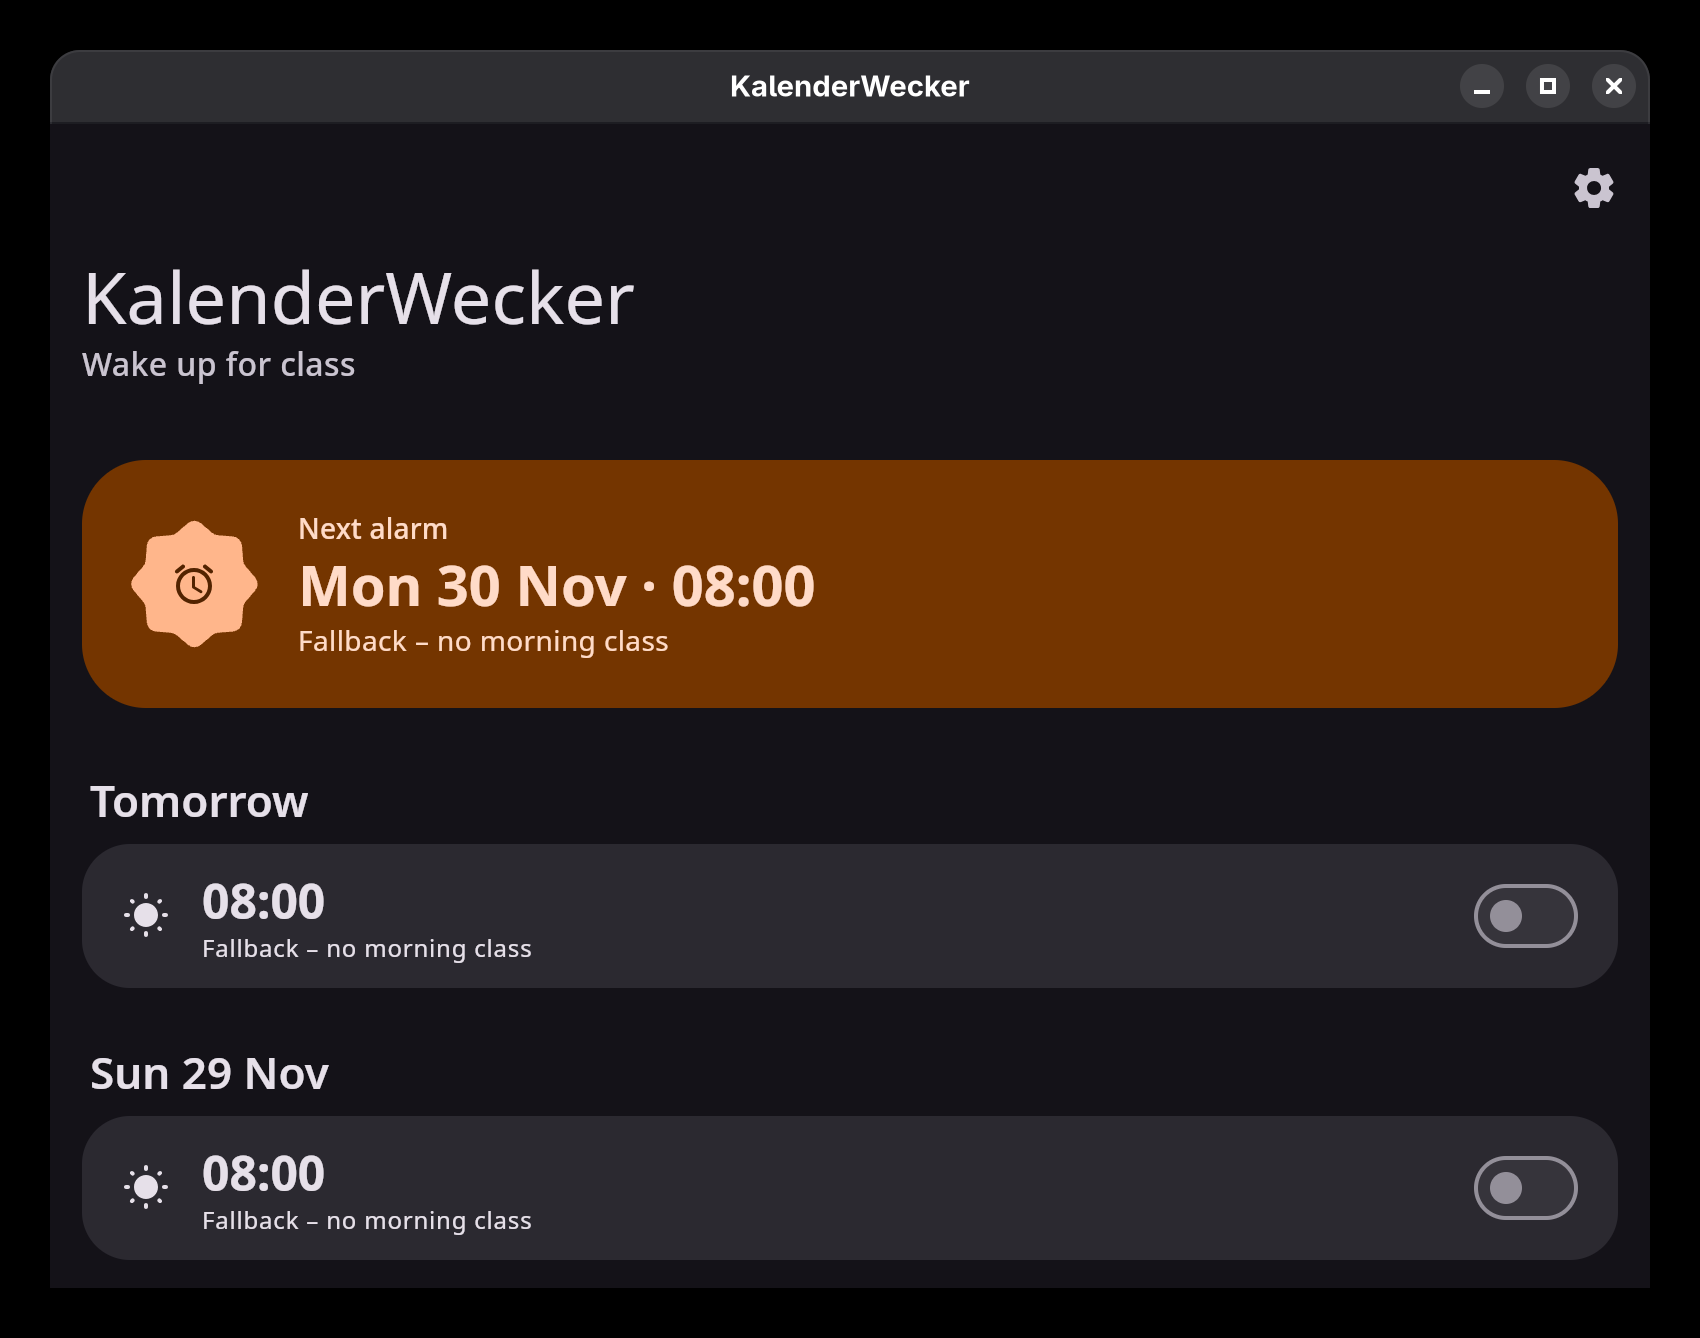 KalenderWecker
KalenderWecker
Wake up for class
Next alarm
Mon 30 Nov · 08:00
Fallback – no morning class
Tomorrow
08:00
Fallback – no morning class
Sun 29 Nov
08:00
Fallback – no morning class